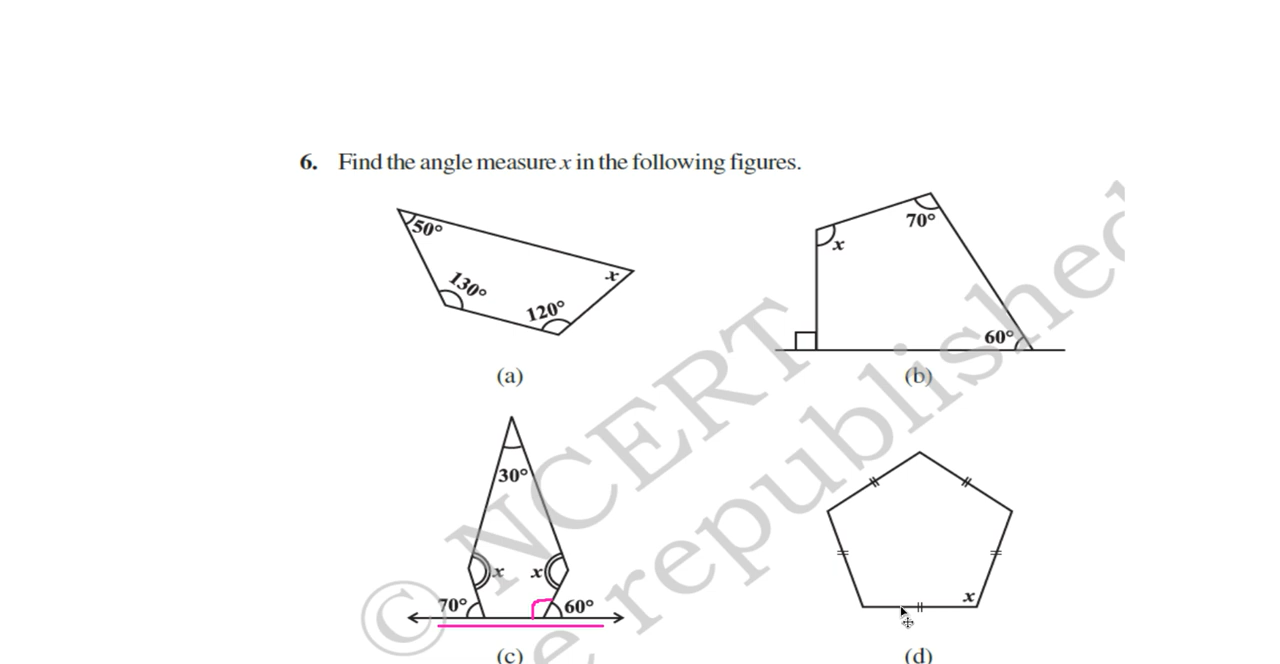 6. Find the angle measure x in the following figures.
50°
130°
120°
x
(a)
70°
x
60°
(b)
30°
x
x
70°
60°
(c)
x
(d)
© NCERT
e republished